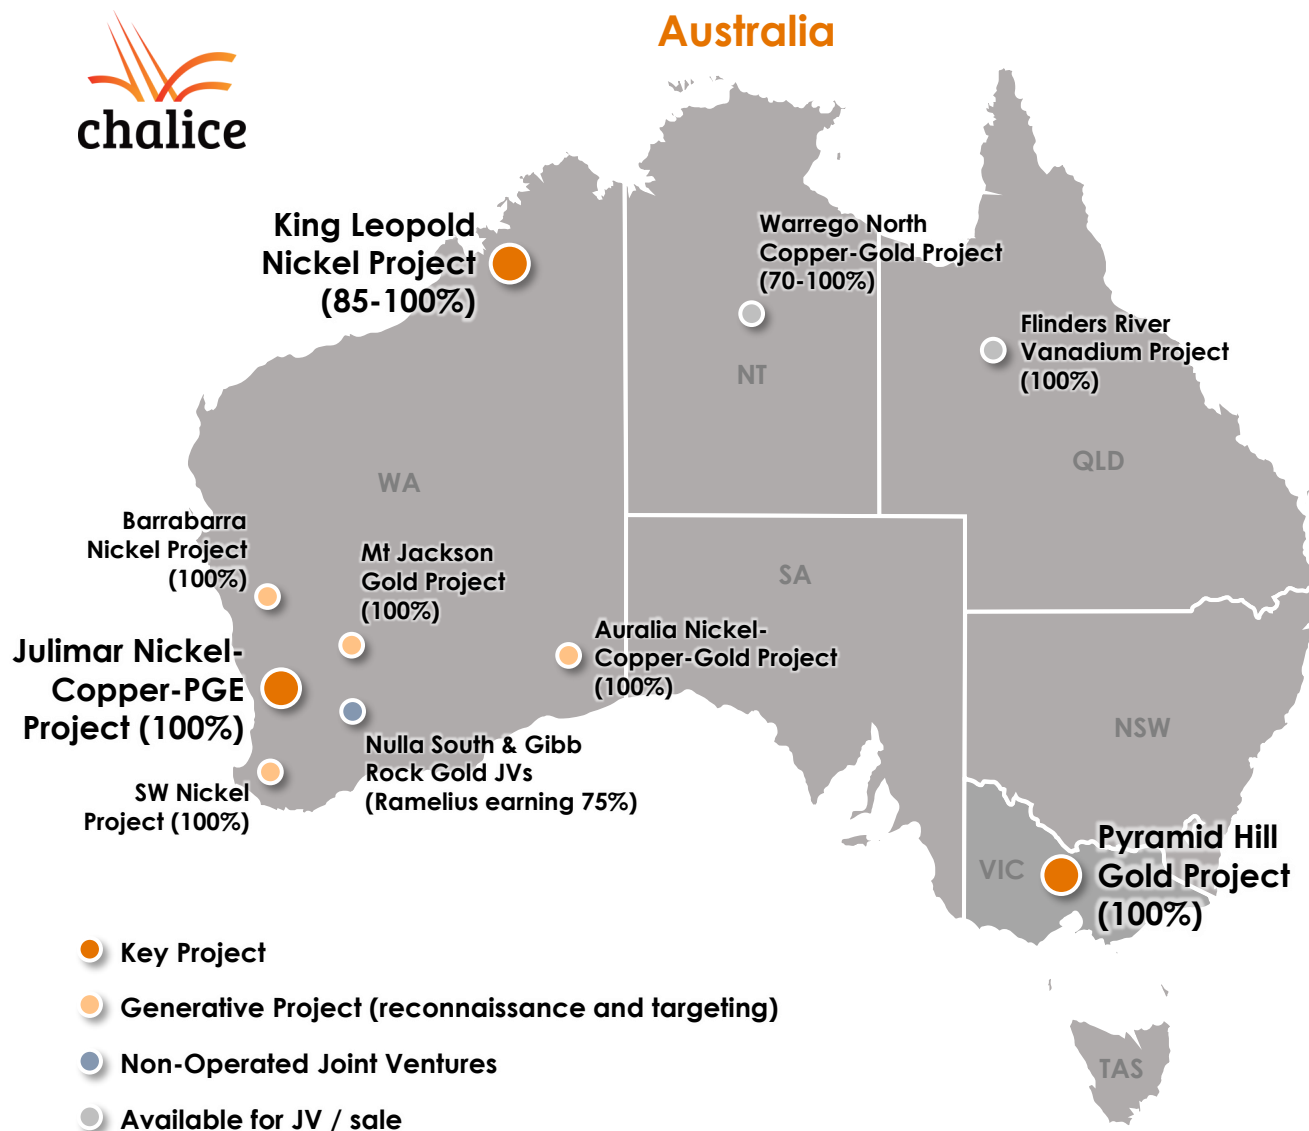 Australia
chalice
King Leopold
Nickel Project
(85-100%)
Warrego North
Copper-Gold Project
(70-100%)
Flinders River
Vanadium Project
(100%)
NT
QLD
WA
Barrabarra
Nickel Project
(100%)
Mt Jackson
Gold Project
(100%)
SA
Auralia Nickel-
Copper-Gold Project
(100%)
Julimar Nickel-
Copper-PGE
Project (100%)
NSW
Nulla South & Gibb
Rock Gold JVs
(Ramelius earning 75%)
SW Nickel
Project (100%)
VIC
Pyramid Hill
Gold Project
(100%)
Key Project
Generative Project (reconnaissance and targeting)
Non-Operated Joint Ventures
TAS
Available for JV / sale